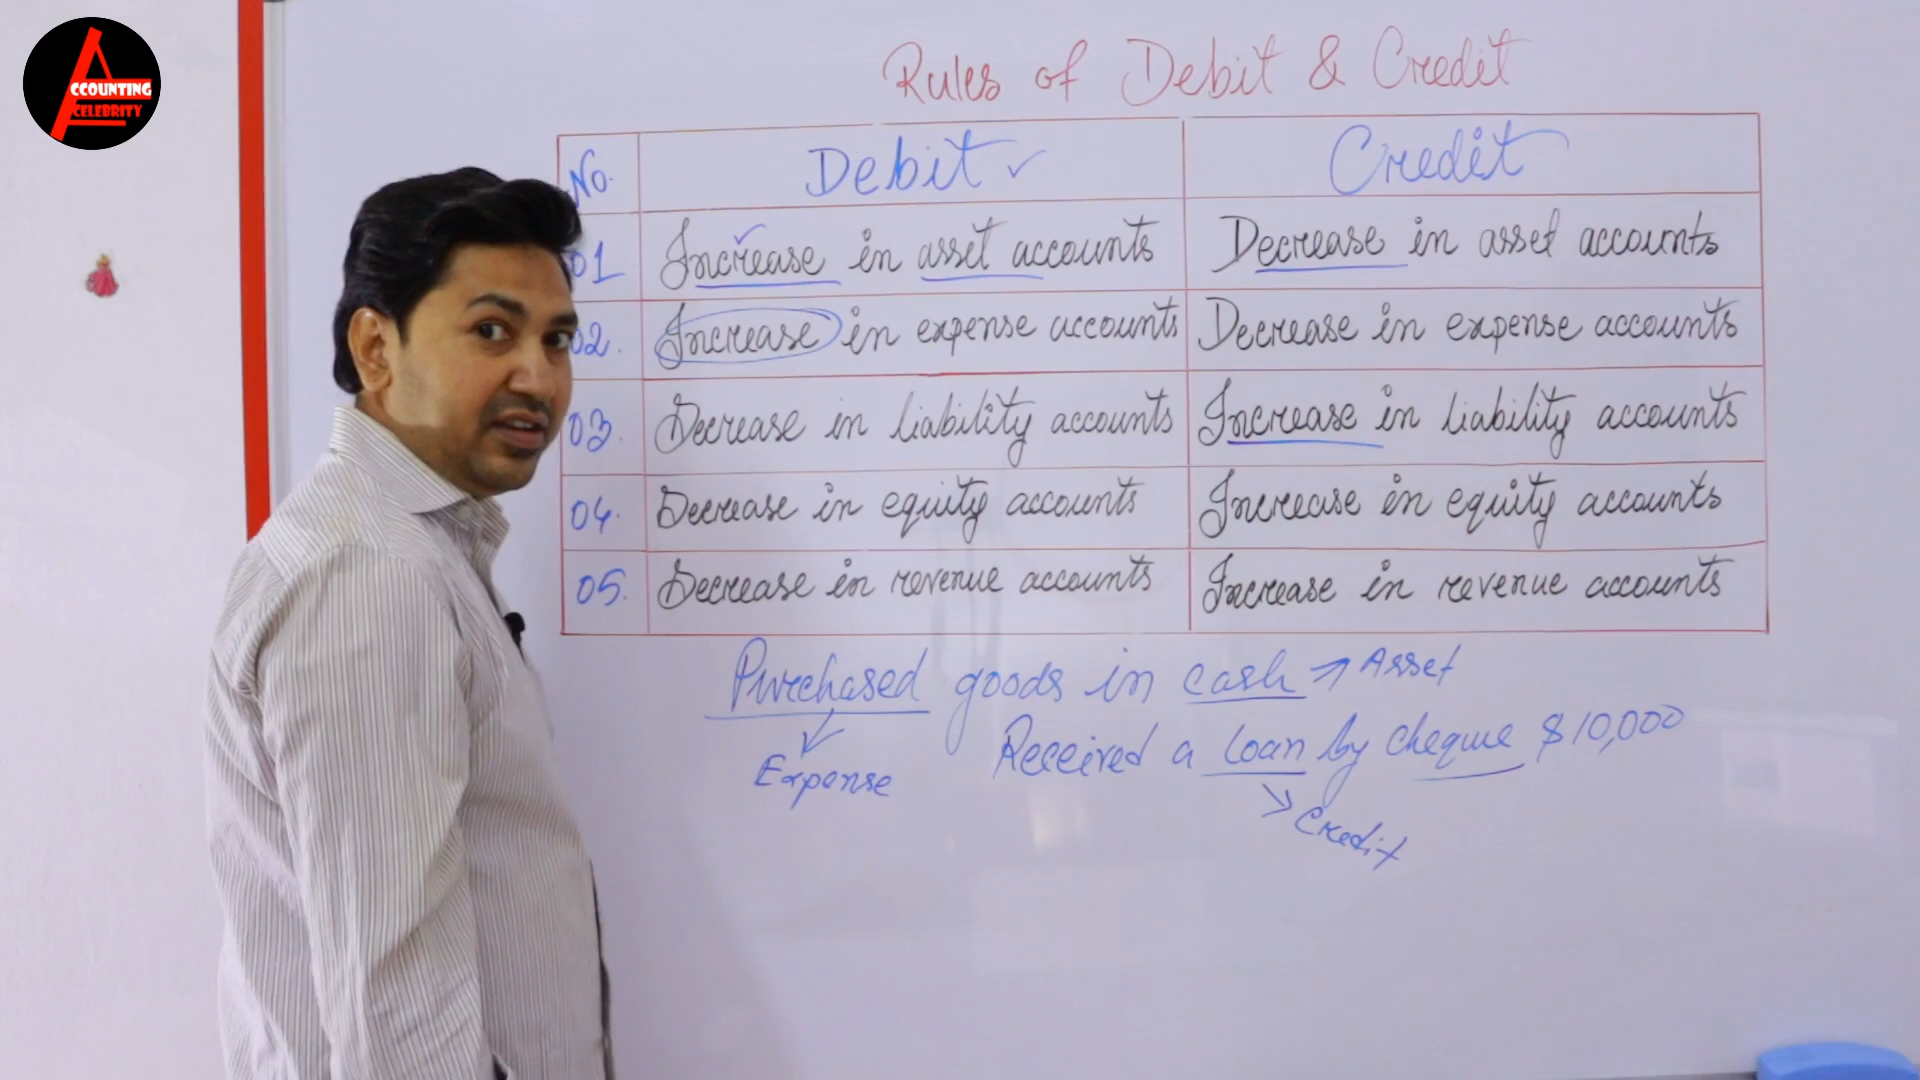 ACCOUNTING
CELEBRITY
Rules of Debit & Credit
No. Debit Credit
01 Increase in asset accounts Decrease in asset accounts
02. Increase in expense accounts Decrease in expense accounts
03. Decrease in liability accounts Increase in liability accounts
04. Decrease in equity accounts Increase in equity accounts
05. Decrease in revenue accounts Increase in revenue accounts
Purchased goods in cash → Asset
Expense
Received a loan by cheque $10,000
Credit